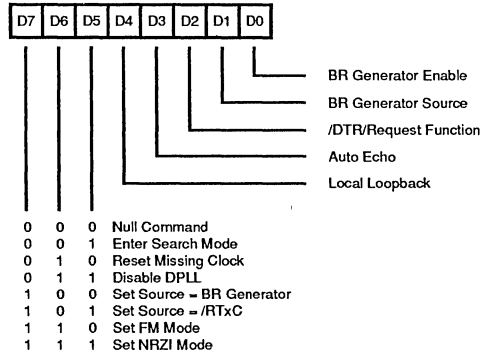 D7 D6 D5 D4 D3 D2 D1 D0
BR Generator Enable
BR Generator Source
/DTR/Request Function
Auto Echo
Local Loopback
0 0 0 Null Command
0 0 1 Enter Search Mode
0 1 0 Reset Missing Clock
0 1 1 Disable DPLL
1 0 0 Set Source = BR Generator
1 0 1 Set Source = /RTxC
1 1 0 Set FM Mode
1 1 1 Set NRZI Mode